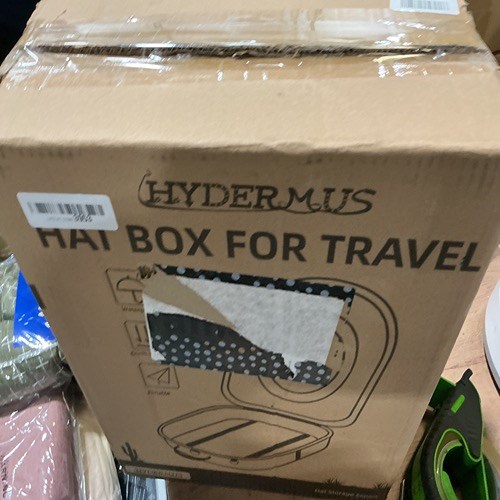 HYDERMUS
HAT BOX FOR TRAVEL